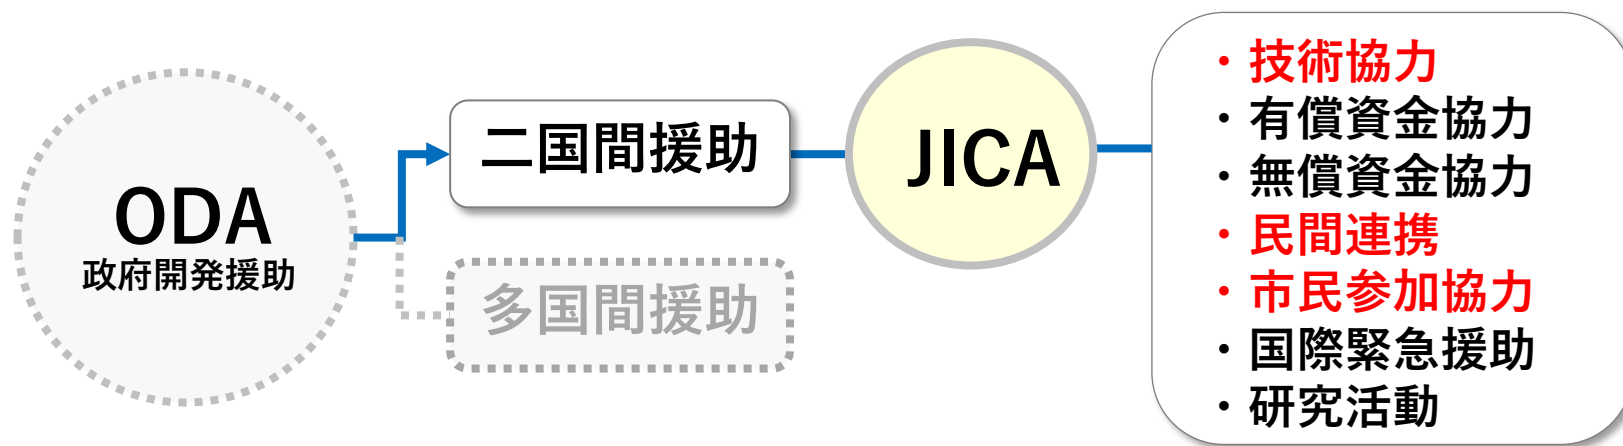 ODA
政府開発援助
二国間援助
多国間援助
JICA
・技術協力
・有償資金協力
・無償資金協力
・民間連携
・市民参加協力
・国際緊急援助
・研究活動